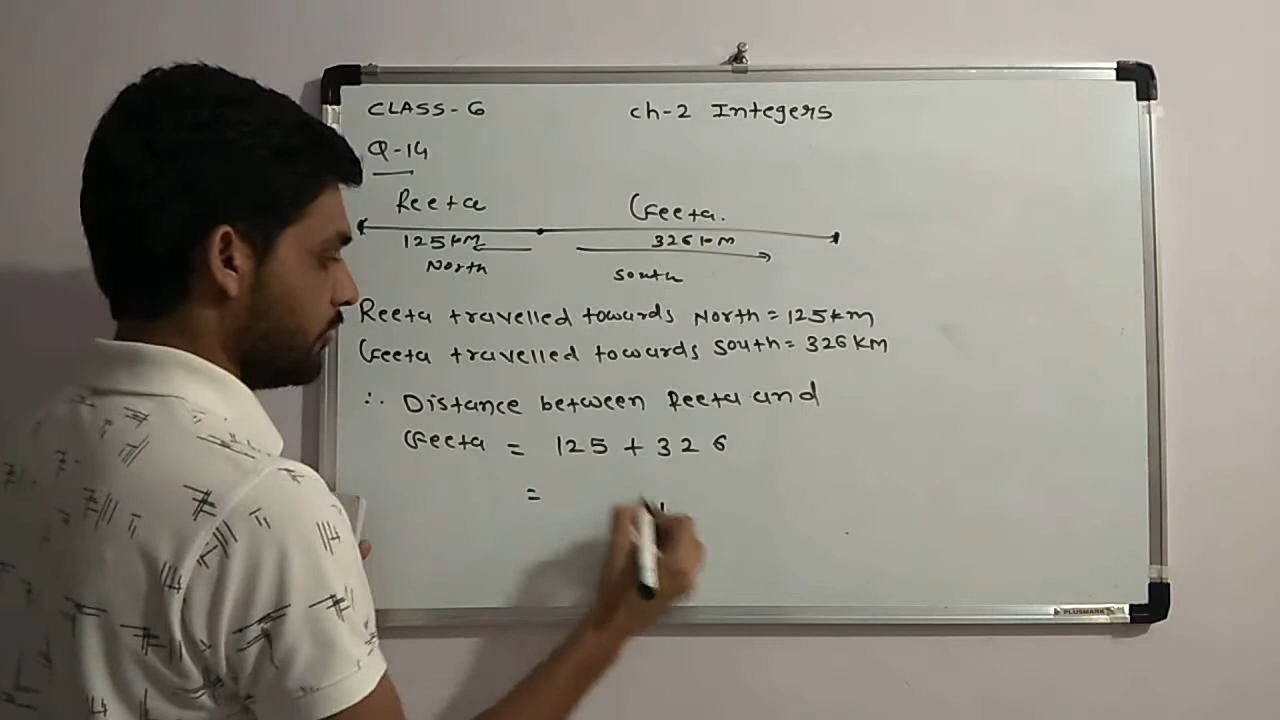 CLASS-6 ch-2 Integers
Q-14
Reeta Geeta.
125km 326km
North south
Reeta travelled towards North = 125km
Geeta travelled towards south = 326 KM
∴ Distance between Reeta and
Geeta = 125 + 326
=
PLUSMARK